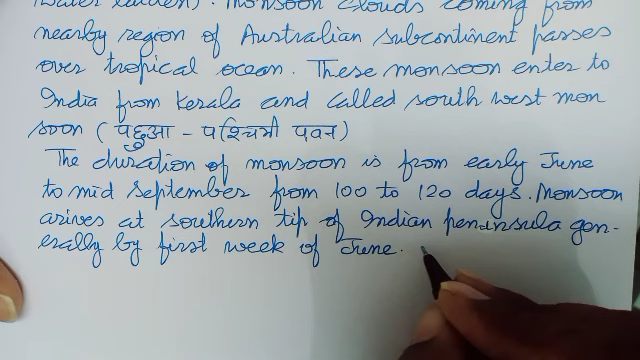 water laden). Monsoon clouds coming from
nearby region of Australian subcontinent passes
over tropical ocean. These monsoon enter to
India from Kerala and called south west mon
soon (पछुआ - पश्चिमी पवन)
The duration of monsoon is from early June
to mid September from 100 to 120 days. Monsoon
arives at southern tip of Indian peninsula gen-
erally by first week of June.